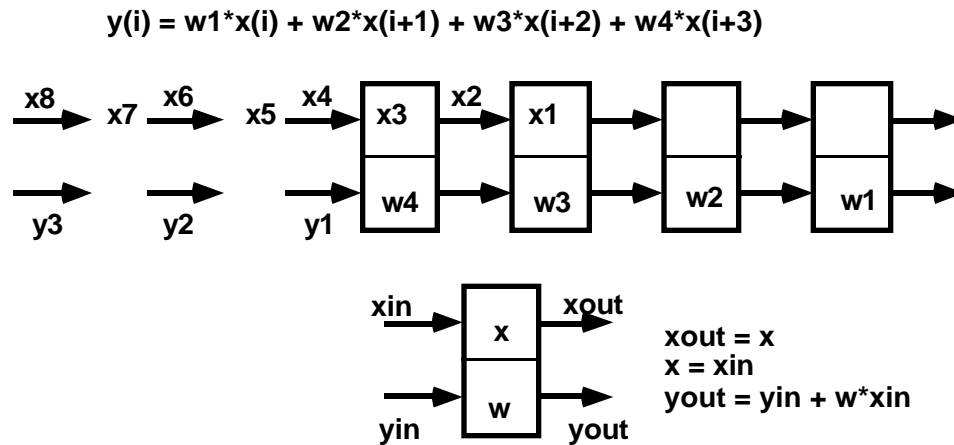 y(i) = w1*x(i) + w2*x(i+1) + w3*x(i+2) + w4*x(i+3)
x8 x7 x6 x5 x4 x3 x2 x1
y3 y2 y1 w4 w3 w2 w1
xin x xout
yin w yout
xout = x
x = xin
yout = yin + w*xin